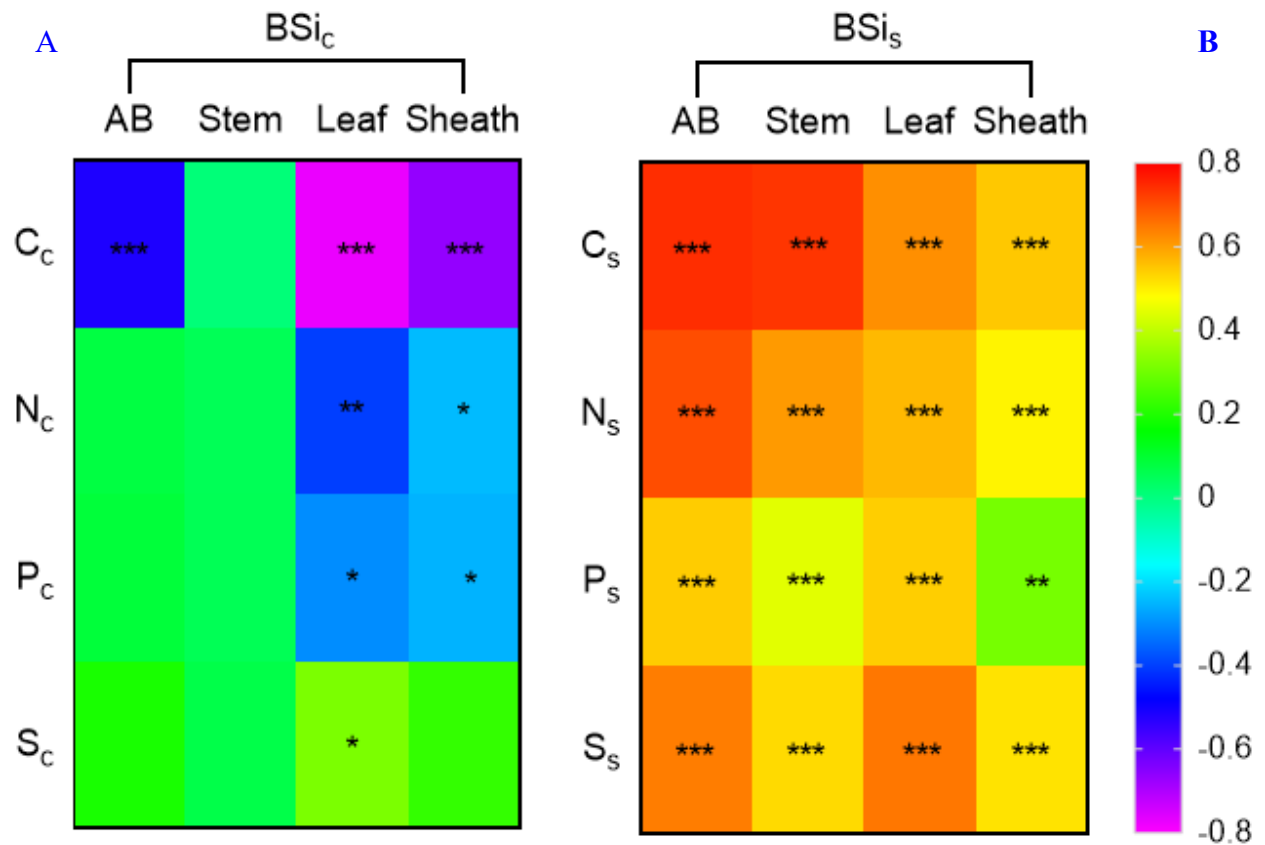 A
BSic
AB Stem Leaf Sheath
Cc *** *** ***
Nc ** *
Pc * *
Sc *
BSis
B
AB Stem Leaf Sheath
Cs *** *** *** ***
Ns *** *** *** ***
Ps *** *** *** **
Ss *** *** *** ***
0.8
0.6
0.4
0.2
0
-0.2
-0.4
-0.6
-0.8